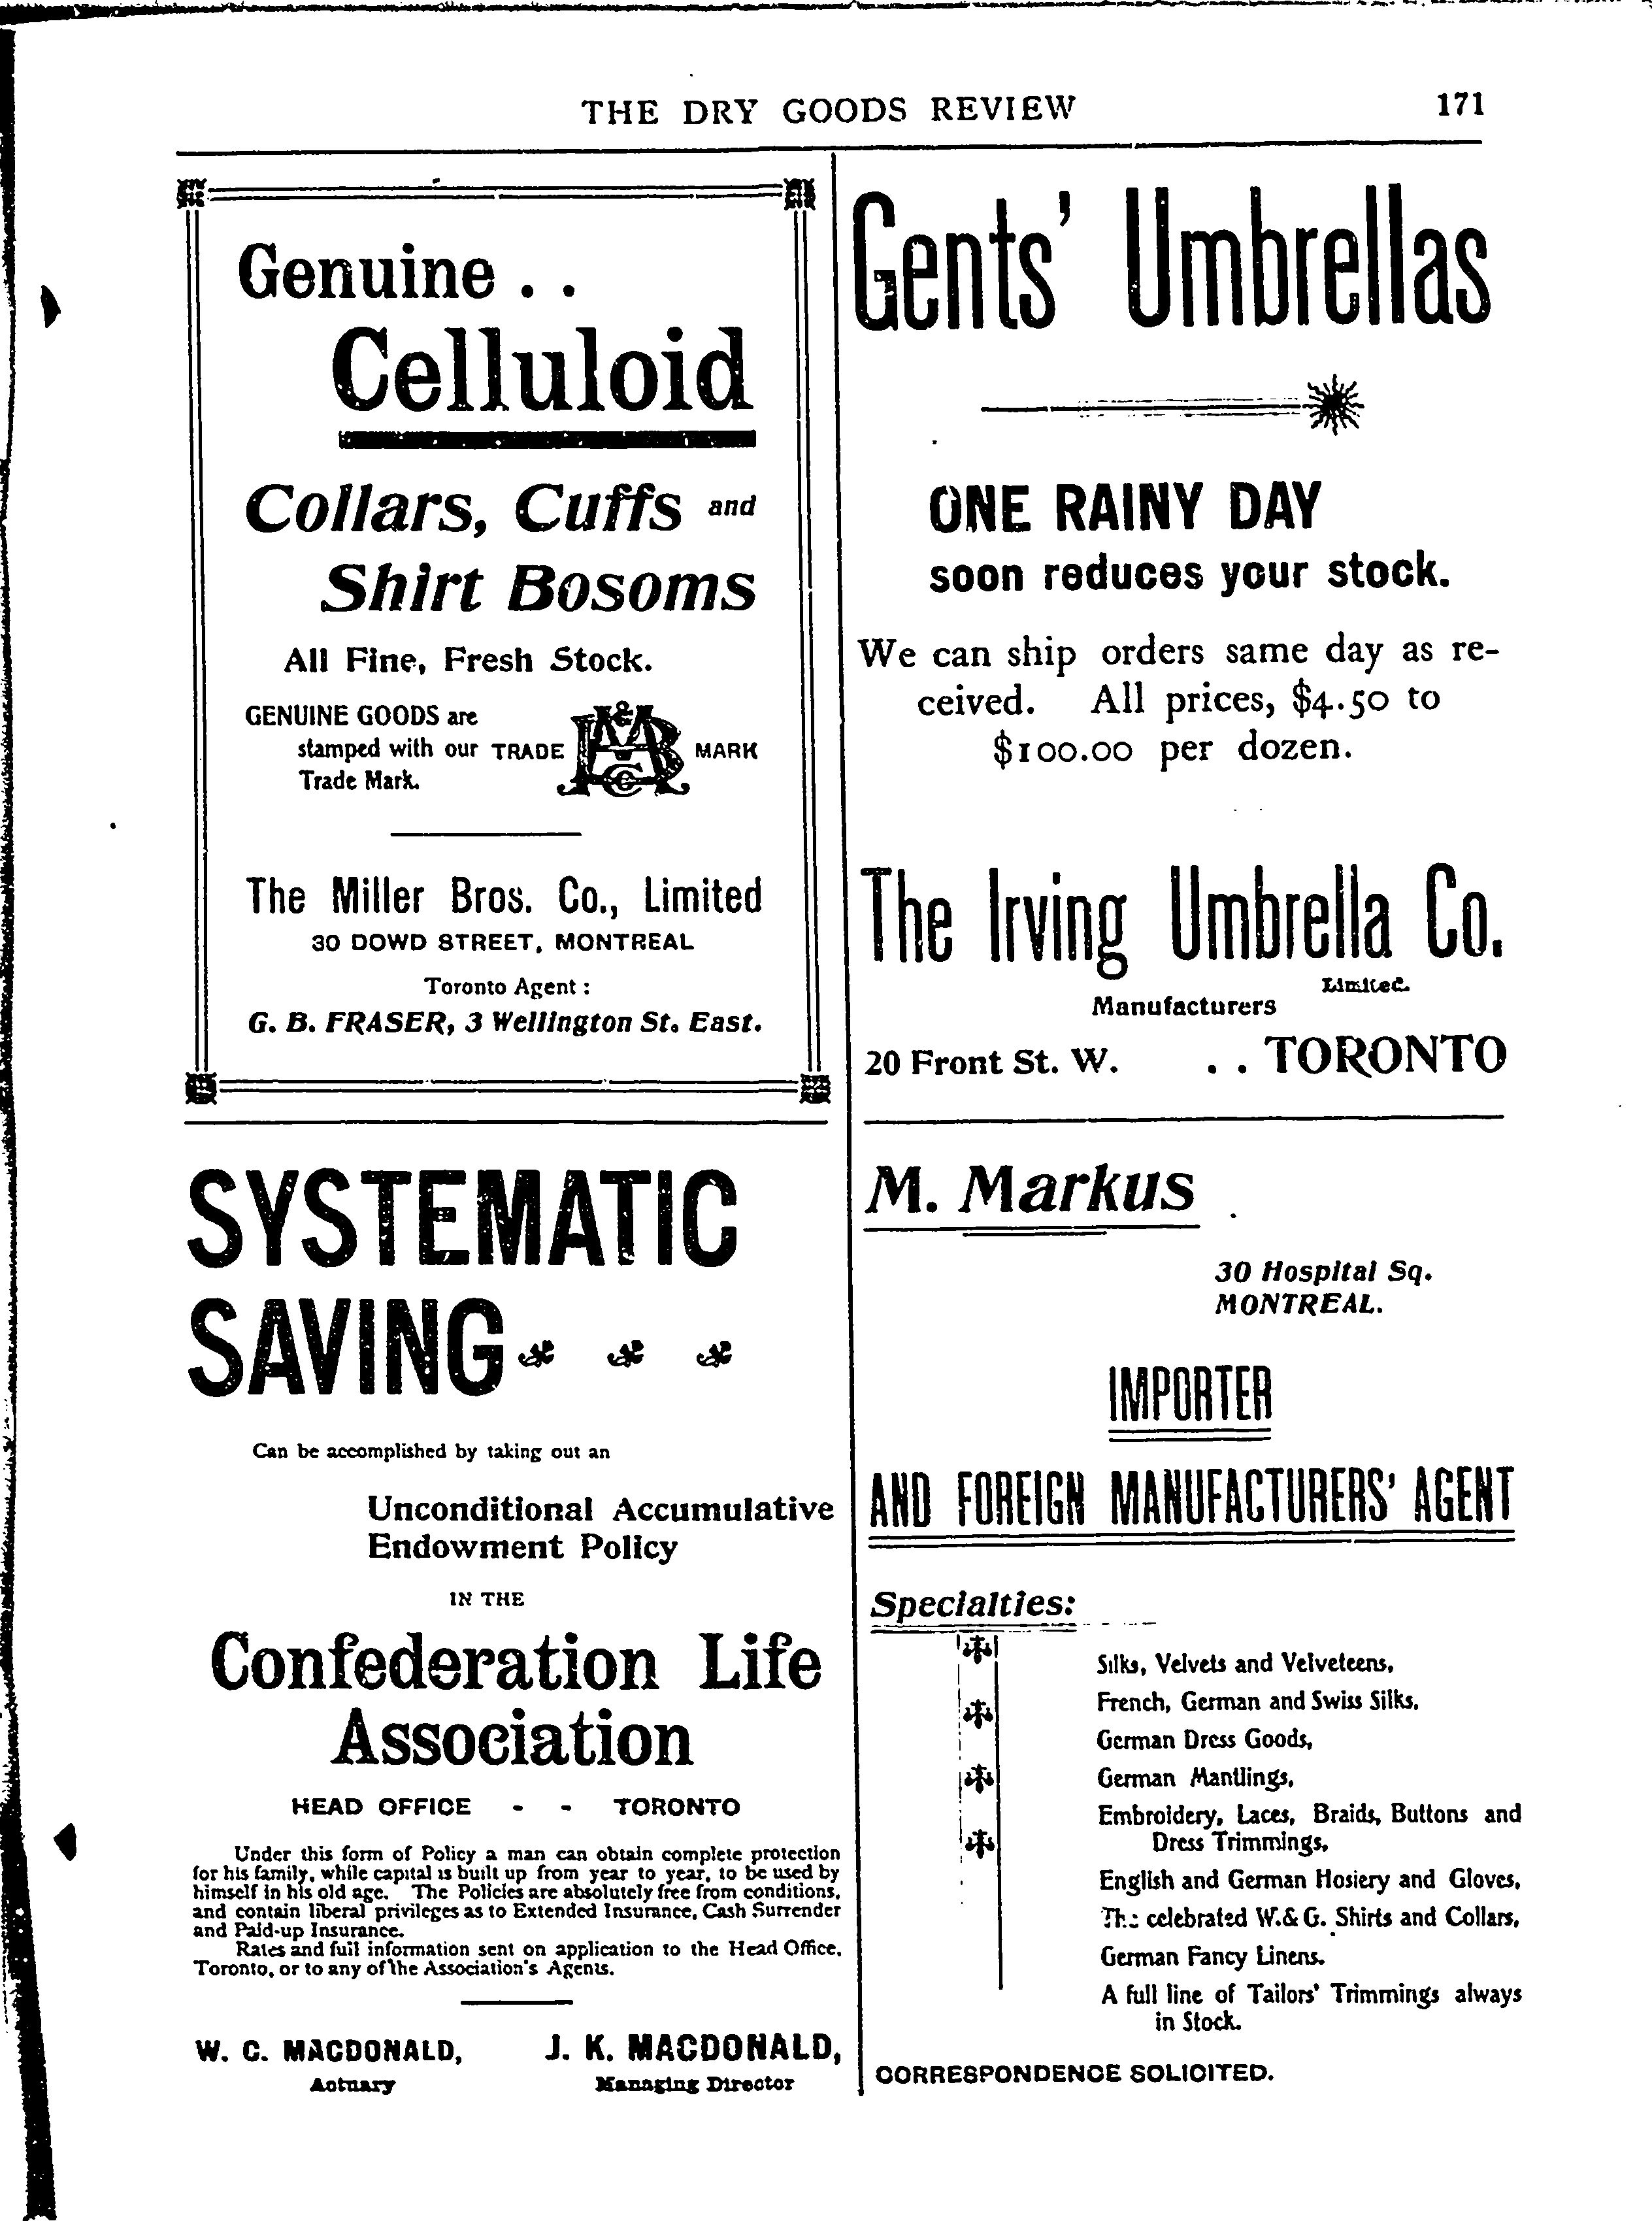 THE DRY GOODS REVIEW 171
Genuine . .
Celluloid
Collars, Cuffs and
Shirt Bosoms
All Fine, Fresh Stock.
GENUINE GOODS are
stamped with our TRADE MARK
Trade Mark.
The Miller Bros. Co., Limited
30 DOWD STREET, MONTREAL
Toronto Agent :
G. B. FRASER, 3 Wellington St. East.
Gents' Umbrellas
ONE RAINY DAY
soon reduces your stock.
We can ship orders same day as re-
ceived. All prices, $4.50 to
$100.00 per dozen.
The Irving Umbrella Co.
Limited.
Manufacturers
20 Front St. W. . . TORONTO
SYSTEMATIC
SAVING
Can be accomplished by taking out an
Unconditional Accumulative
Endowment Policy
IN THE
Confederation Life
Association
HEAD OFFICE - - TORONTO
Under this form of Policy a man can obtain complete protection
for his family, while capital is built up from year to year, to be used by
himself in his old age. The Policies are absolutely free from conditions,
and contain liberal privileges as to Extended Insurance, Cash Surrender
and Paid-up Insurance.
Rates and full information sent on application to the Head Office,
Toronto, or to any of the Association's Agents.
W. C. MACDONALD, J. K. MACDONALD,
Actuary Managing Director
M. Markus
30 Hospital Sq.
MONTREAL.
IMPORTER
AND FOREIGN MANUFACTURERS' AGENT
Specialties:
Silks, Velvets and Velveteens,
French, German and Swiss Silks,
German Dress Goods,
German Mantlings,
Embroidery, Laces, Braids, Buttons and
Dress Trimmings,
English and German Hosiery and Gloves,
The celebrated W. & G. Shirts and Collars,
German Fancy Linens.
A full line of Tailors' Trimmings always
in Stock.
CORRESPONDENCE SOLICITED.